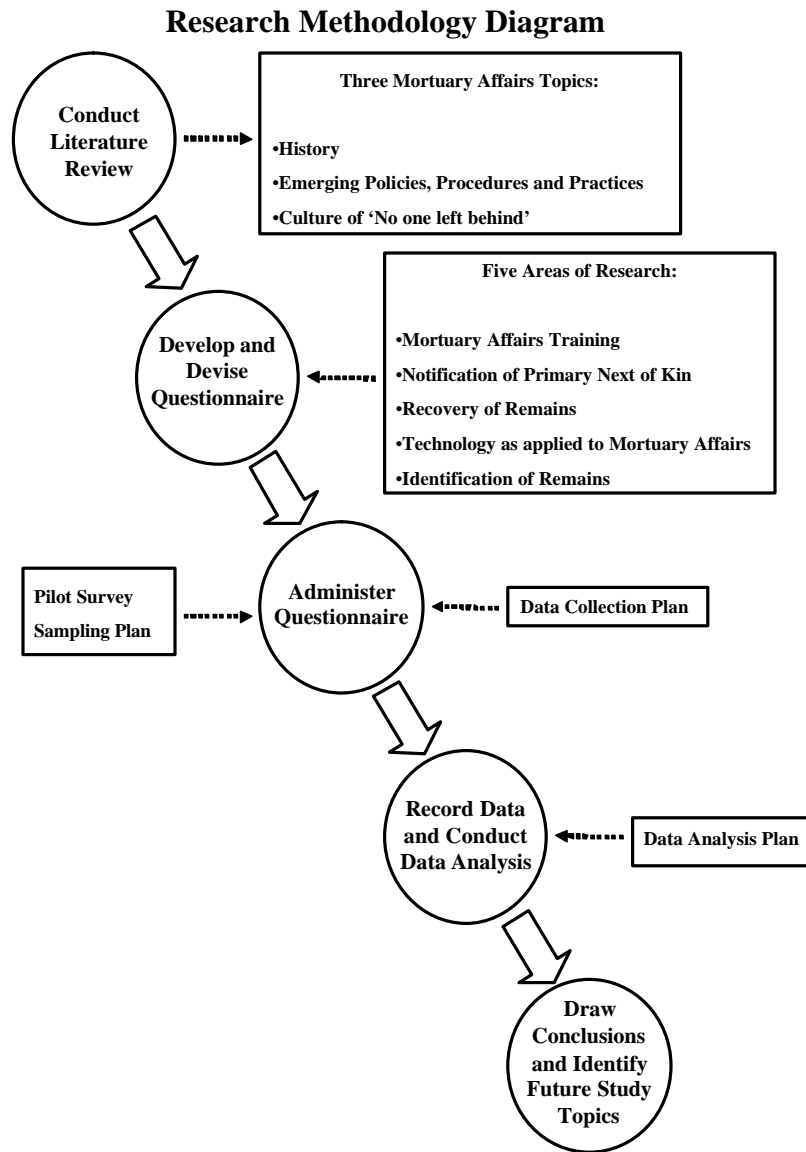 Research Methodology Diagram
Conduct
Literature
Review
Three Mortuary Affairs Topics:
•History
•Emerging Policies, Procedures and Practices
•Culture of ‘No one left behind’
Develop and
Devise
Questionnaire
Five Areas of Research:
•Mortuary Affairs Training
•Notification of Primary Next of Kin
•Recovery of Remains
•Technology as applied to Mortuary Affairs
•Identification of Remains
Pilot Survey
Sampling Plan
Administer
Questionnaire
Data Collection Plan
Record Data
and Conduct
Data Analysis
Data Analysis Plan
Draw
Conclusions
and Identify
Future Study
Topics